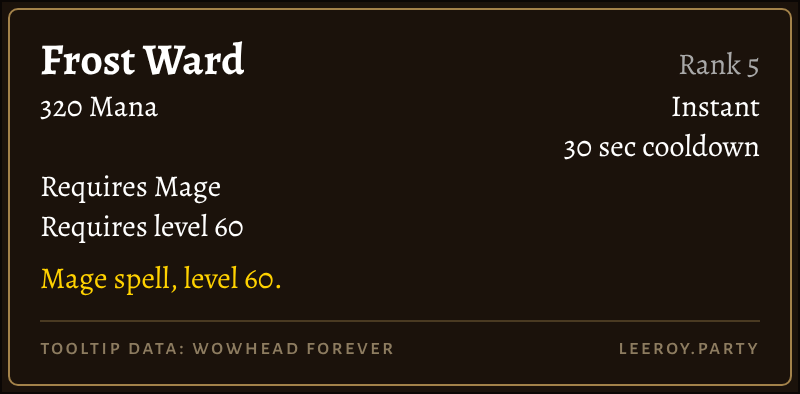 Frost Ward
Rank 5
320 Mana
Instant
30 sec cooldown
Requires Mage
Requires level 60
Mage spell, level 60.
TOOLTIP DATA: WOWHEAD FOREVER
LEEROY.PARTY